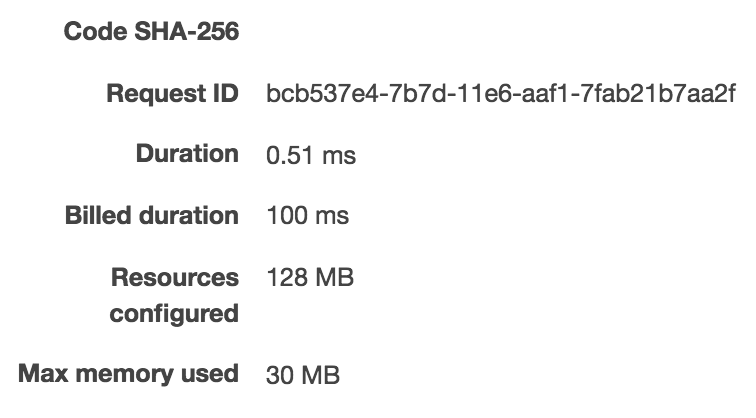 Code SHA-256
Request ID bcb537e4-7b7d-11e6-aaf1-7fab21b7aa2f
Duration 0.51 ms
Billed duration 100 ms
Resources 128 MB
configured
Max memory used 30 MB